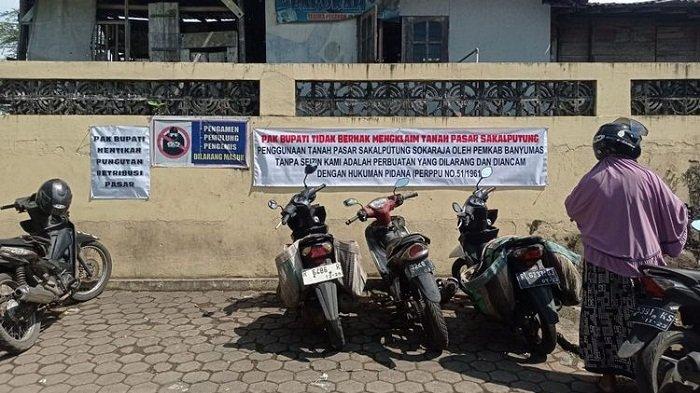 PAK BUPATI
HENTIKAN
PUNGUTAN
RETRIBUSI
PASAR
PENGAMEN
PEMULUNG
PENGEMIS
DILARANG MASUK
PAK BUPATI TIDAK BERHAK MENGKLAIM TANAH PASAR SAKALPUTUNG
PENGGUNAAN TANAH PASAR SAKALPUTUNG SOKARAJA OLEH PEMKAB BANYUMAS
TANPA SEIZIN KAMI ADALAH PERBUATAN YANG DILARANG DAN DIANCAM
DENGAN HUKUMAN PIDANA (PERPPU NO.51/1961)